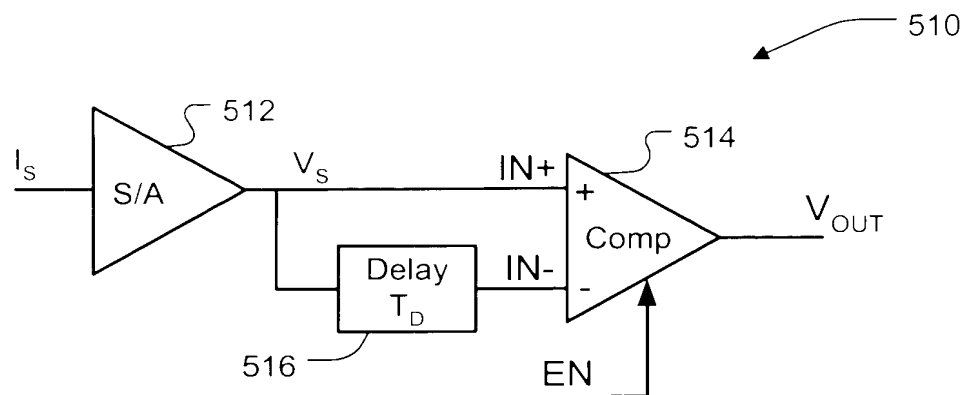 510
512
514
I_S
V_S
IN+
S/A
+
Comp
V_OUT
Delay
T_D
IN-
-
516
EN